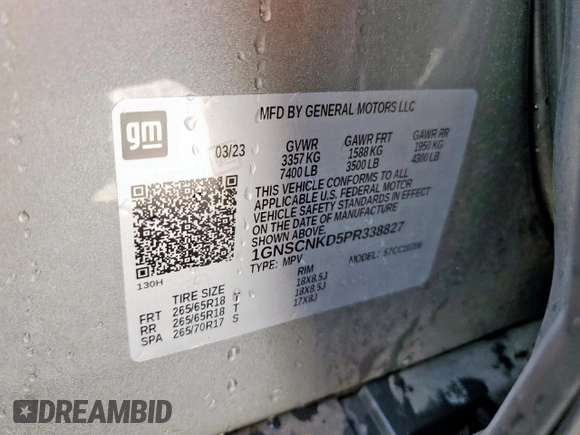 gm
MFD BY GENERAL MOTORS LLC
03/23
GVWR GAWR FRT GAWR RR
3357 KG 1588 KG 1950 KG
7400 LB 3500 LB 4300 LB
THIS VEHICLE CONFORMS TO ALL
APPLICABLE U.S. FEDERAL MOTOR
VEHICLE SAFETY STANDARDS IN EFFECT
ON THE DATE OF MANUFACTURE
SHOWN ABOVE.
1GNSCNKD5PR338827
TYPE: MPV MODEL:
130H
TIRE SIZE RIM
FRT 265/65R18 T 18X8.5J
RR 265/65R18 T 18X8.5J
SPA 265/70R17 S 17X8J
DREAMBID